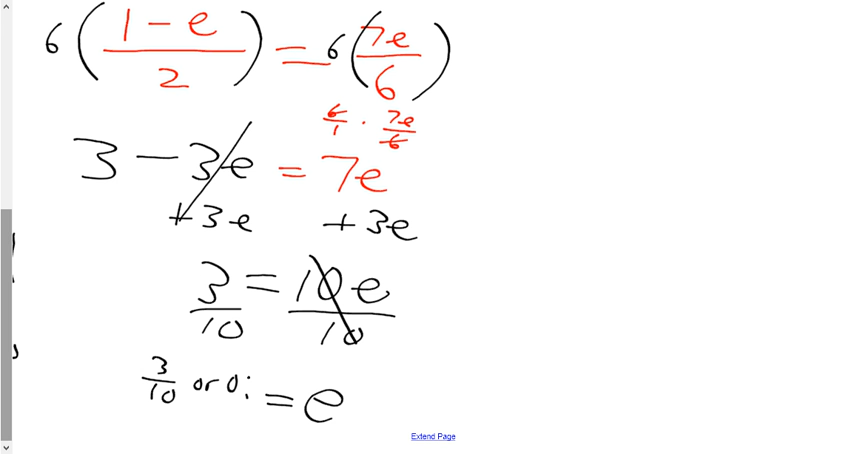 6 ( (1 - e) / 2 ) = 6 ( 7e / 6 )
6/1 · 7e/6
3 - 3e = 7e
+3e +3e
3 = 10e
10 10
3/10 or 0: = e
Extend Page